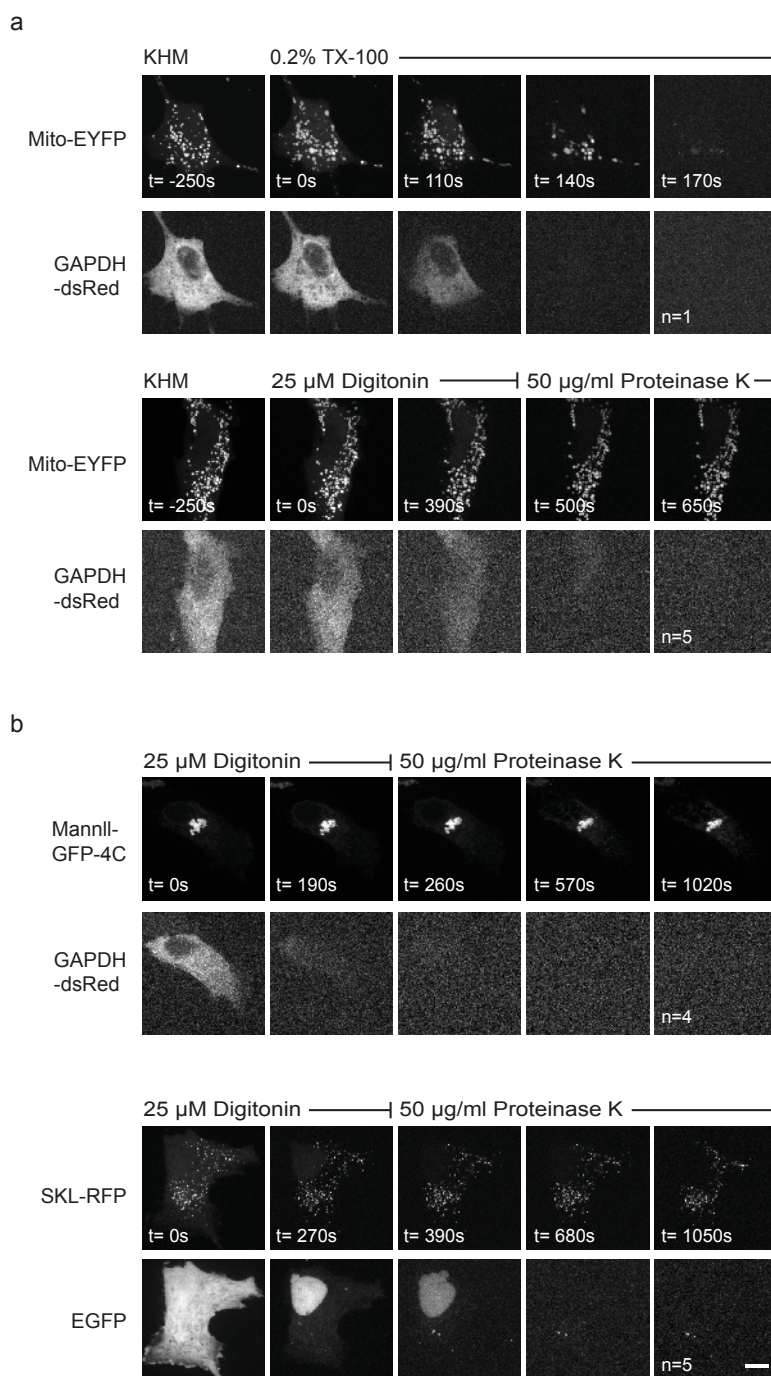 a
KHM 0.2% TX-100
Mito-EYFP
t= -250s t= 0s t= 110s t= 140s t= 170s
GAPDH
-dsRed
n=1
KHM 25 µM Digitonin 50 µg/ml Proteinase K
Mito-EYFP
t= -250s t= 0s t= 390s t= 500s t= 650s
GAPDH
-dsRed
n=5
b
25 µM Digitonin 50 µg/ml Proteinase K
MannII-
GFP-4C
t= 0s t= 190s t= 260s t= 570s t= 1020s
GAPDH
-dsRed
n=4
25 µM Digitonin 50 µg/ml Proteinase K
SKL-RFP
t= 0s t= 270s t= 390s t= 680s t= 1050s
EGFP
n=5